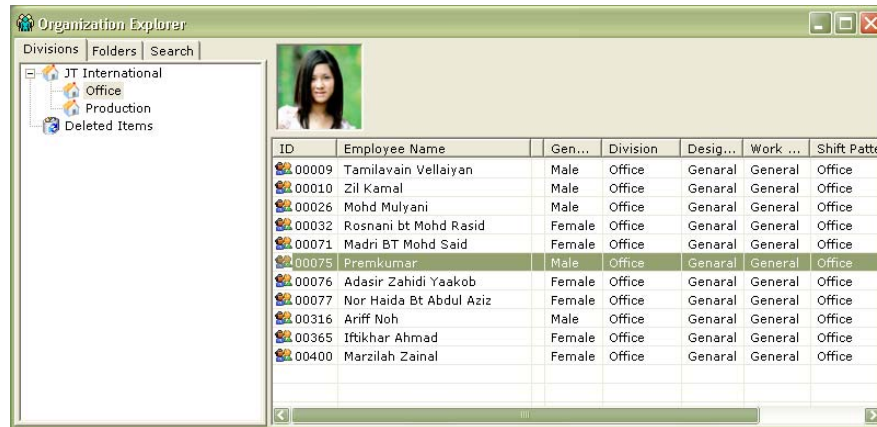 Organization Explorer
Divisions Folders Search
JT International
Office
Production
Deleted Items
ID Employee Name Gen... Division Desig... Work ... Shift Patte
00009 Tamilavain Vellaiyan Male Office Genaral General Office
00010 Zil Kamal Male Office Genaral General Office
00026 Mohd Mulyani Male Office Genaral General Office
00032 Rosnani bt Mohd Rasid Female Office Genaral General Office
00071 Madri BT Mohd Said Female Office Genaral General Office
00075 Premkumar Male Office Genaral General Office
00076 Adasir Zahidi Yaakob Female Office Genaral General Office
00077 Nor Haida Bt Abdul Aziz Female Office Genaral General Office
00316 Ariff Noh Male Office Genaral General Office
00365 Iftikhar Ahmad Female Office Genaral General Office
00400 Marzilah Zainal Female Office Genaral General Office